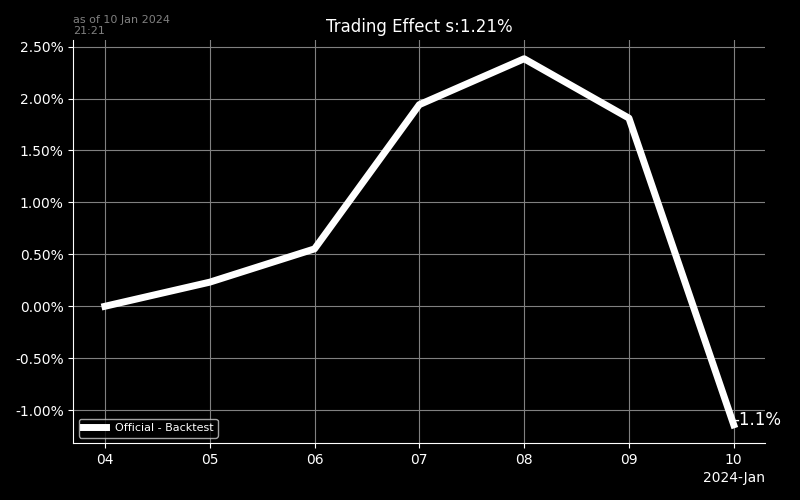 as of 10 Jan 2024
21:21
Trading Effect s:1.21%
2.50%
2.00%
1.50%
1.00%
0.50%
0.00%
-0.50%
-1.00%
-1.1%
Official - Backtest
04 05 06 07 08 09 10
2024-Jan